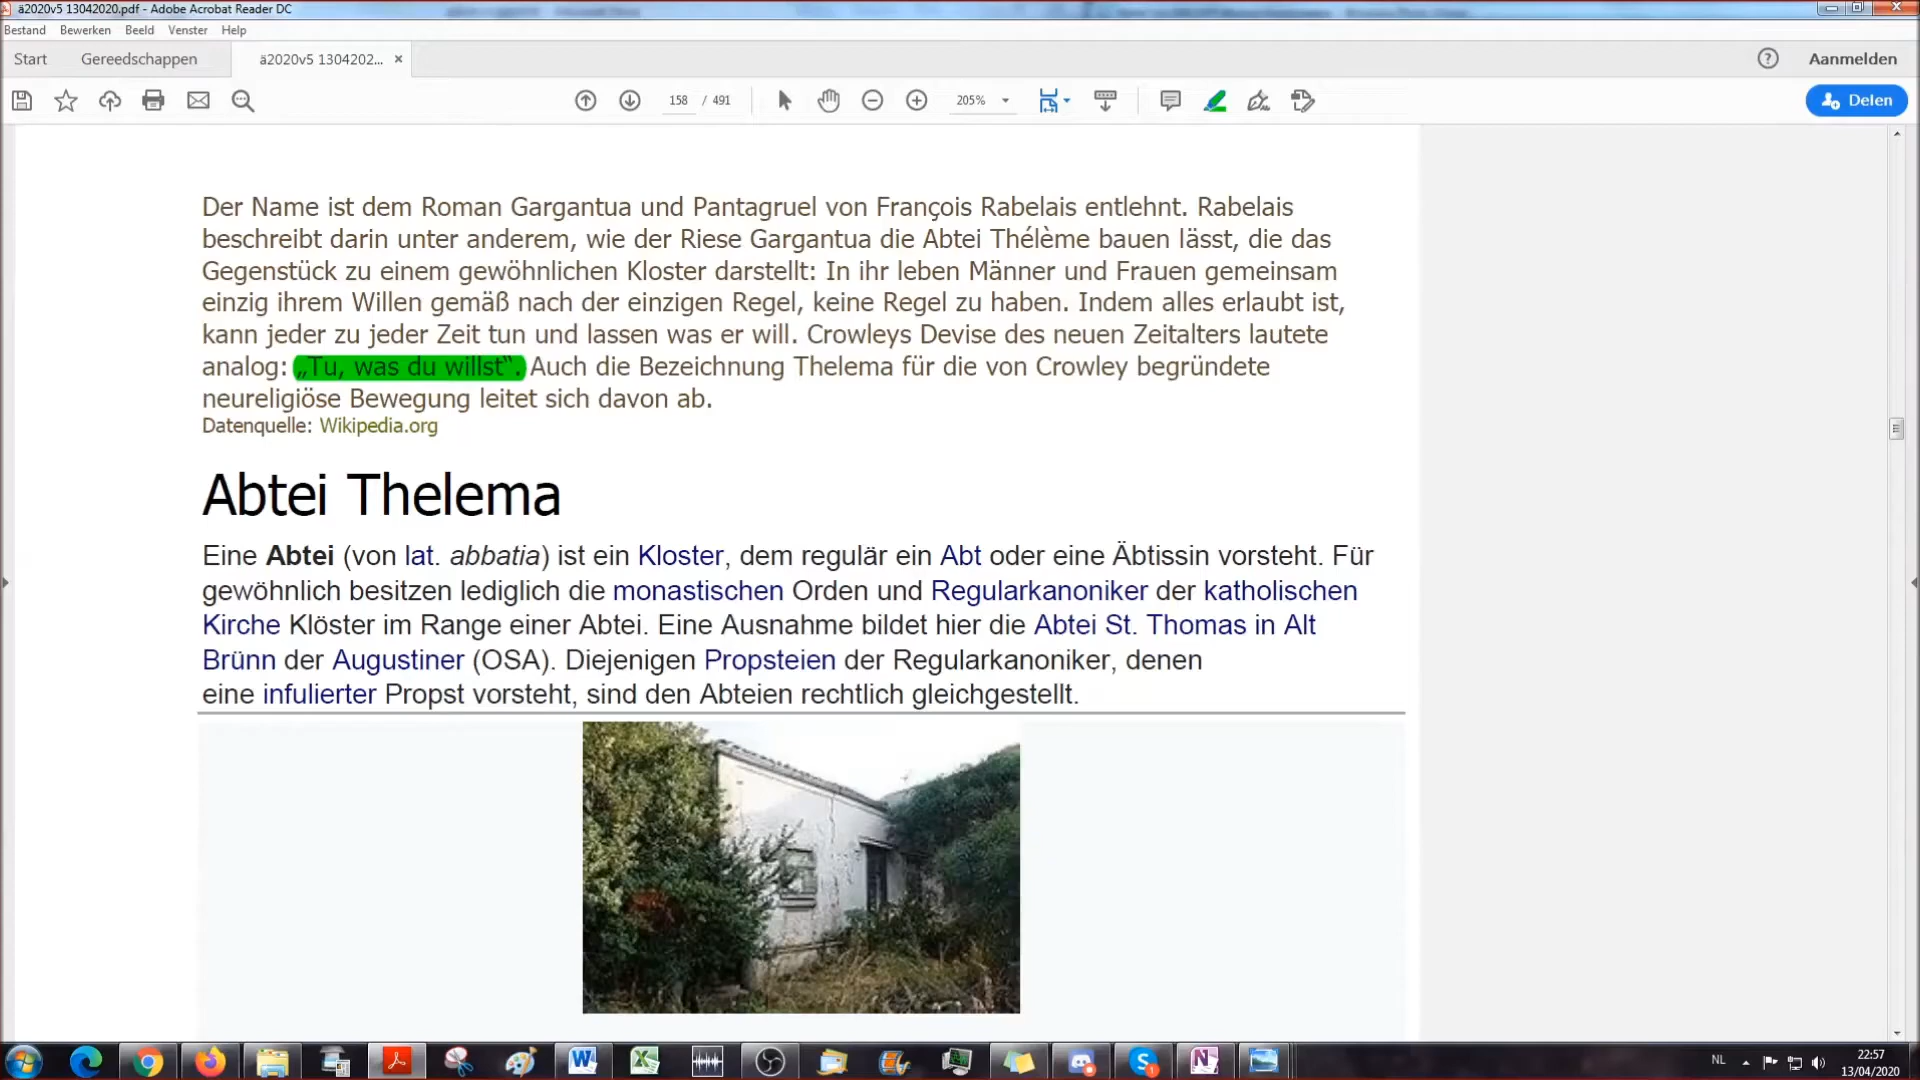 ä2020v5 13042020.pdf - Adobe Acrobat Reader DC
Bestand Bewerken Beeld Venster Help
Start Gereedschappen ä2020v5 1304202... × Aanmelden
158 / 491 205% Delen
Der Name ist dem Roman Gargantua und Pantagruel von François Rabelais entlehnt. Rabelais
beschreibt darin unter anderem, wie der Riese Gargantua die Abtei Thélème bauen lässt, die das
Gegenstück zu einem gewöhnlichen Kloster darstellt: In ihr leben Männer und Frauen gemeinsam
einzig ihrem Willen gemäß nach der einzigen Regel, keine Regel zu haben. Indem alles erlaubt ist,
kann jeder zu jeder Zeit tun und lassen was er will. Crowleys Devise des neuen Zeitalters lautete
analog: „Tu, was du willst“. Auch die Bezeichnung Thelema für die von Crowley begründete
neureligiöse Bewegung leitet sich davon ab.
Datenquelle: Wikipedia.org
Abtei Thelema
Eine Abtei (von lat. abbatia) ist ein Kloster, dem regulär ein Abt oder eine Äbtissin vorsteht. Für
gewöhnlich besitzen lediglich die monastischen Orden und Regularkanoniker der katholischen
Kirche Klöster im Range einer Abtei. Eine Ausnahme bildet hier die Abtei St. Thomas in Alt
Brünn der Augustiner (OSA). Diejenigen Propsteien der Regularkanoniker, denen
eine infulierter Propst vorsteht, sind den Abteien rechtlich gleichgestellt.
NL 22:57
13/04/2020